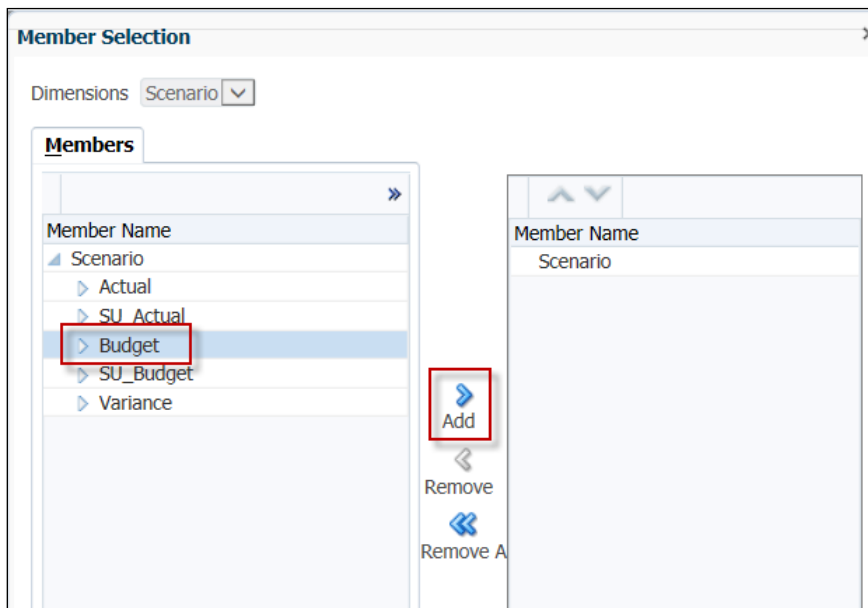 Member Selection
Dimensions Scenario
Members
Member Name
Scenario
Actual
SU_Actual
Budget
SU_Budget
Variance
Add
Remove
Remove A
Member Name
Scenario